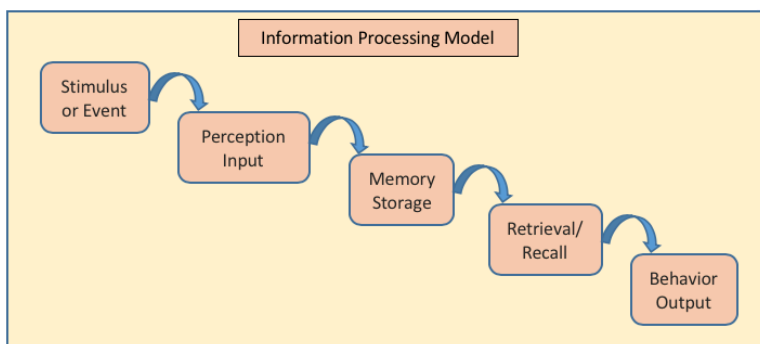 Information Processing Model
Stimulus
or Event
Perception
Input
Memory
Storage
Retrieval/
Recall
Behavior
Output